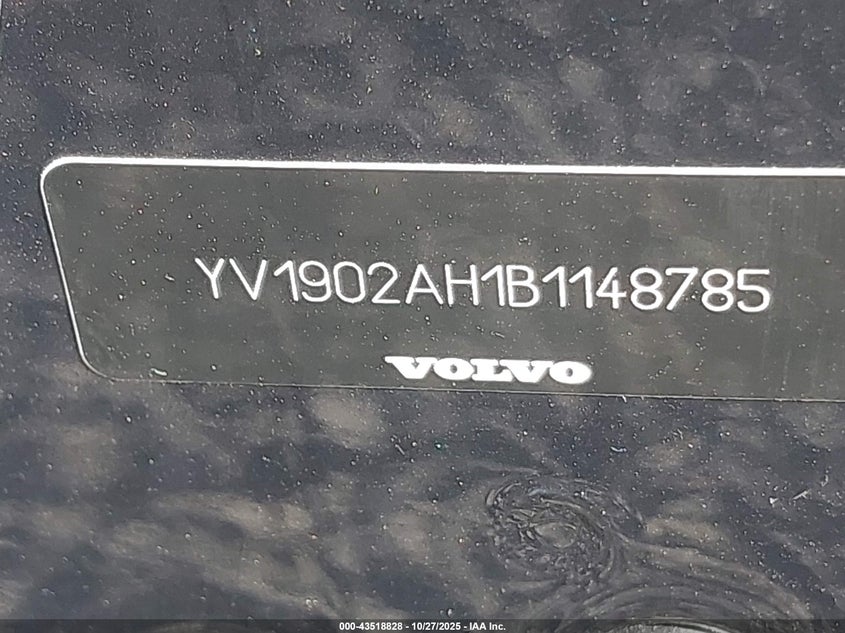 YV1902AH1B1148785
VOLVO
000-43518828 - 10/27/2025 - IAA Inc.